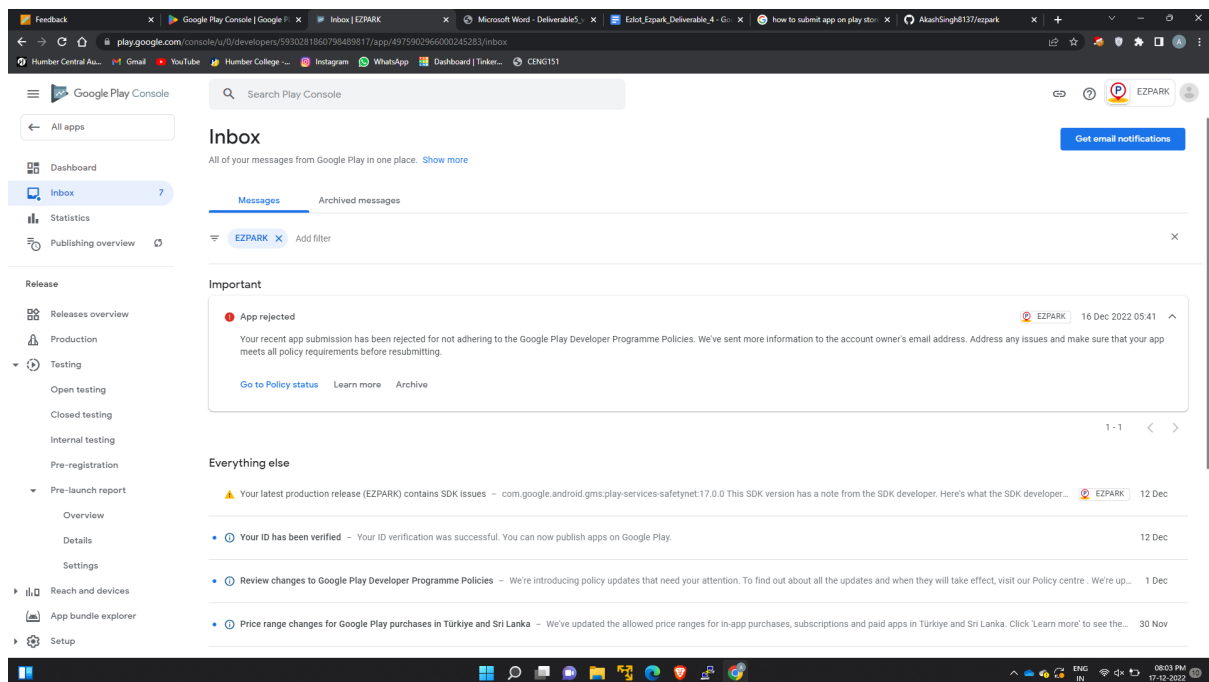 Feedback
Google Play Console | Google Pl
Inbox | EZPARK
Microsoft Word - Deliverable5_v
Ezlot_Ezpark_Deliverable_4 - Go
how to submit app on play store
AkashSingh8137/ezpark
play.google.com/console/u/0/developers/5930281860798489817/app/4975902966000245283/inbox
Humber Central Au...
Gmail
YouTube
Humber College -...
Instagram
WhatsApp
Dashboard | Tinker...
CENG151
Google Play Console
Search Play Console
EZPARK
All apps
Dashboard
Inbox 7
Statistics
Publishing overview
Release
Releases overview
Production
Testing
Open testing
Closed testing
Internal testing
Pre-registration
Pre-launch report
Overview
Details
Settings
Reach and devices
App bundle explorer
Setup
Inbox
Get email notifications
All of your messages from Google Play in one place. Show more
Messages Archived messages
EZPARK Add filter
Important
App rejected EZPARK 16 Dec 2022 05:41
Your recent app submission has been rejected for not adhering to the Google Play Developer Programme Policies. We've sent more information to the account owner's email address. Address any issues and make sure that your app
meets all policy requirements before resubmitting.
Go to Policy status Learn more Archive
1 - 1
Everything else
Your latest production release (EZPARK) contains SDK issues – com.google.android.gms:play-services-safetynet:17.0.0 This SDK version has a note from the SDK developer. Here's what the SDK developer... EZPARK 12 Dec
Your ID has been verified – Your ID verification was successful. You can now publish apps on Google Play. 12 Dec
Review changes to Google Play Developer Programme Policies – We're introducing policy updates that need your attention. To find out about all the updates and when they will take effect, visit our Policy centre . We're up... 1 Dec
Price range changes for Google Play purchases in Türkiye and Sri Lanka – We've updated the allowed price ranges for in-app purchases, subscriptions and paid apps in Türkiye and Sri Lanka. Click 'Learn more' to see the... 30 Nov
ENG
IN
08:03 PM
17-12-2022